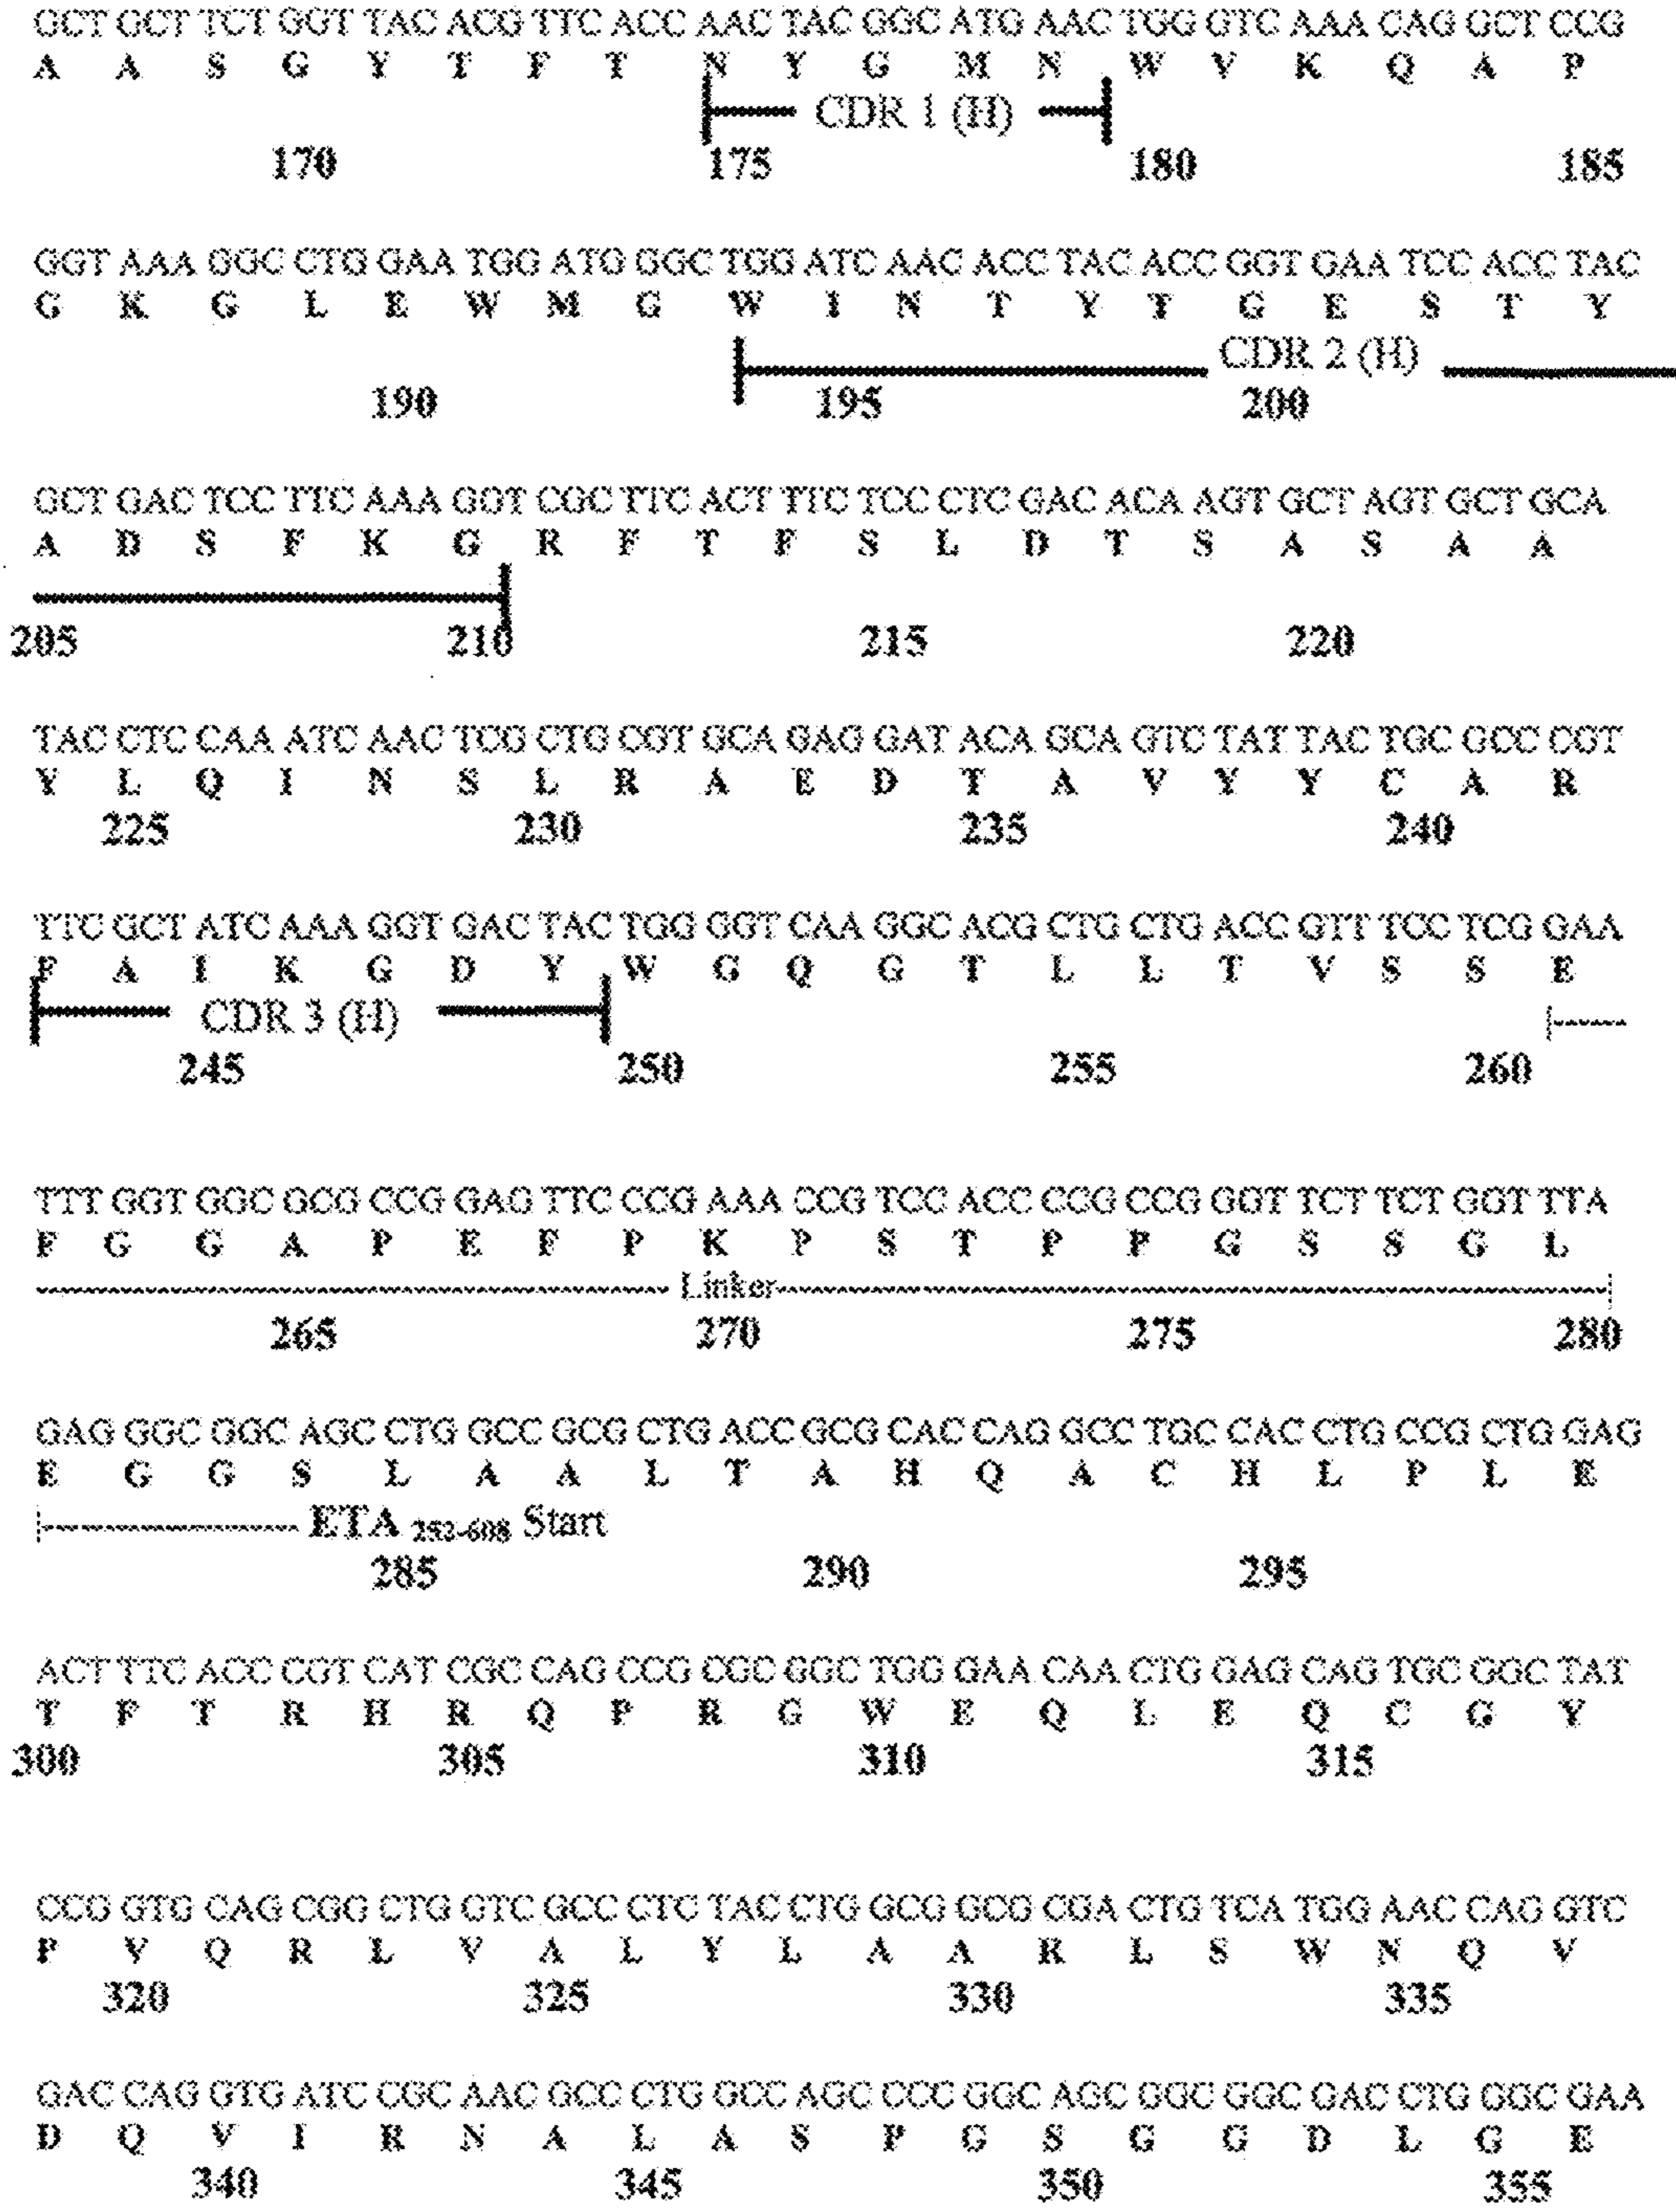 GCT GCT TCT GGT TAC ACG TTC ACC AAC TAC GGC ATG AAC TGG GTC AAA CAG GCT CCG
A A S G Y T F T N Y G M N W V K Q A P
CDR 1 (H)
170 175 180 185
GGT AAA GGC CTG GAA TGG ATG GGC TGG ATC AAC ACC TAC ACC GGT GAA TCC ACC TAC
G K G L E W M G W I N T Y T G E S T Y
CDR 2 (H)
190 195 200
GCT GAC TCC TTC AAA GGT CGC TTC ACT TTC TCC CTC GAC ACA AGT GCT AGT GCT GCA
A D S F K G R F T F S L D T S A S A A
205 210 215 220
TAC CTC CAA ATC AAC TCG CTG CGT GCA GAG GAT ACA GCA GTC TAT TAC TGC GCC CGT
Y L Q I N S L R A E D T A V Y Y C A R
225 230 235 240
TTC GCT ATC AAA GGT GAC TAC TGG GGT CAA GGC ACG CTG CTG ACC GTT TCC TCG GAA
F A I K G D Y W G Q G T L L T V S S E
CDR 3 (H)
245 250 255 260
TTT GGT GGC GCG CCG GAG TTC CCG AAA CCG TCC ACC CCG CCG GGT TCT TCT GGT TTA
F G G A P E F P K P S T P P G S S G L
Linker
265 270 275 280
GAG GGC GGC AGC CTG GCC GCG CTG ACC GCG CAC CAG GCC TGC CAC CTG CCG CTG GAG
E G G S L A A L T A H Q A C H L P L E
ETA 252-608 Start
285 290 295
ACT TTC ACC CGT CAT CGC CAG CCG CGC GGC TGG GAA CAA CTG GAG CAG TGC GGC TAT
T F T R H R Q P R G W E Q L E Q C G Y
300 305 310 315
CCG GTG CAG CGG CTG GTC GCC CTC TAC CTG GCG GCG CGA CTG TCA TGG AAC CAG GTC
P V Q R L V A L Y L A A R L S W N Q V
320 325 330 335
GAC CAG GTG ATC CGC AAC GCC CTG GCC AGC CCC GGC AGC GGC GGC GAC CTG GGC GAA
D Q V I R N A L A S P G S G G D L G E
340 345 350 355